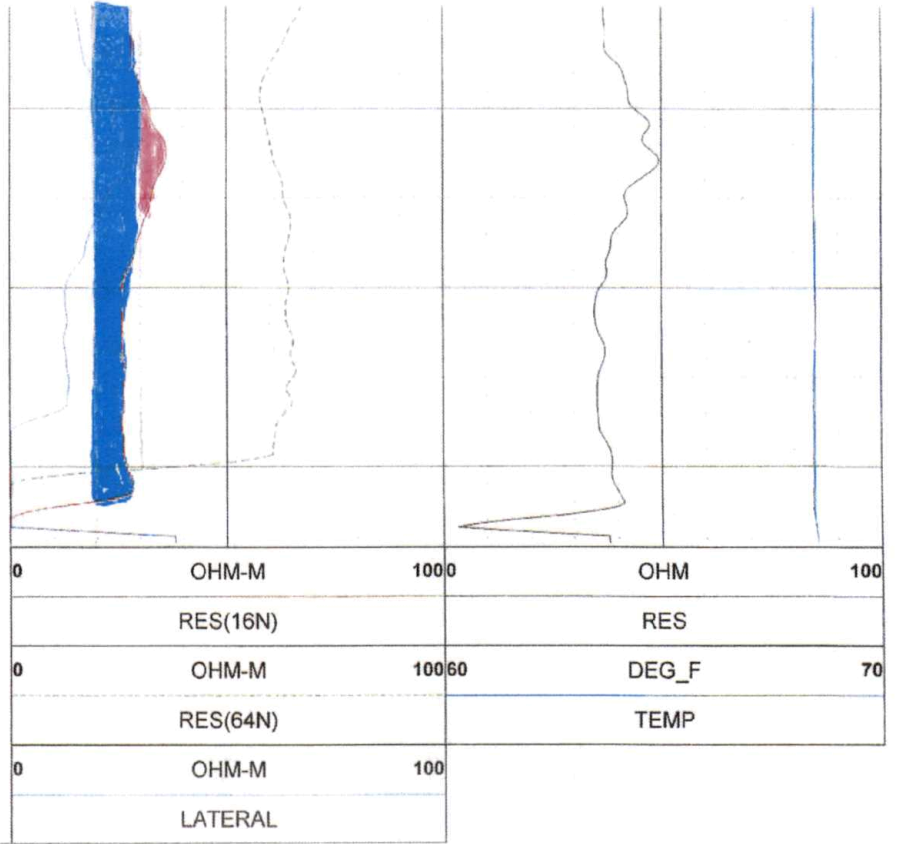 0 OHM-M 100 0 OHM 100
RES(16N) RES
0 OHM-M 100 60 DEG_F 70
RES(64N) TEMP
0 OHM-M 100
LATERAL